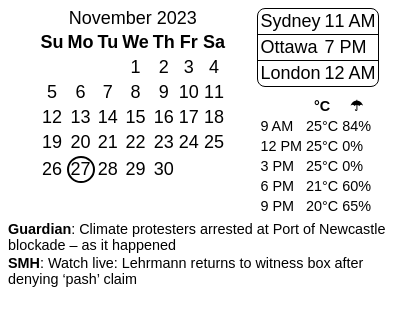 November 2023
Su Mo Tu We Th Fr Sa
1 2 3 4
5 6 7 8 9 10 11
12 13 14 15 16 17 18
19 20 21 22 23 24 25
26 27 28 29 30
Sydney 11 AM
Ottawa 7 PM
London 12 AM
°C ☂
9 AM 25°C 84%
12 PM 25°C 0%
3 PM 25°C 0%
6 PM 21°C 60%
9 PM 20°C 65%
Guardian: Climate protesters arrested at Port of Newcastle
blockade – as it happened
SMH: Watch live: Lehrmann returns to witness box after
denying ‘pash’ claim